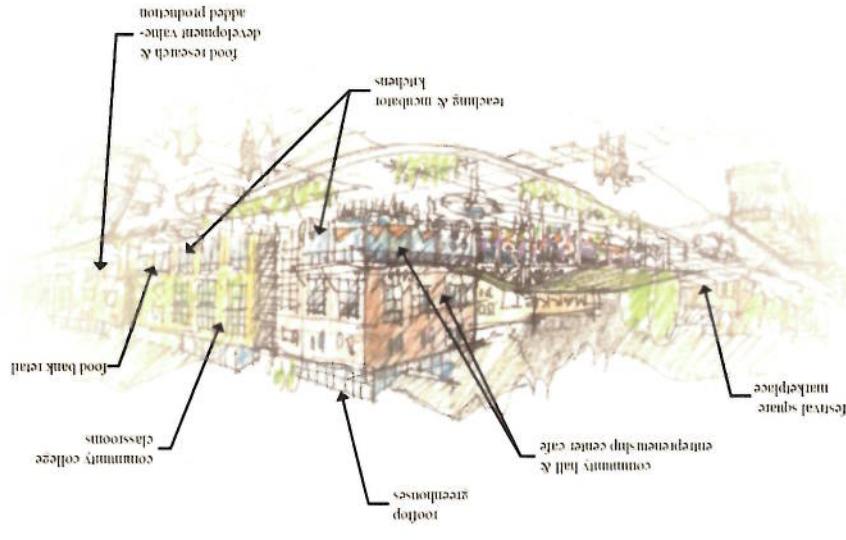 rooftop
greenhouses
community hall &
entrepreneurship center cafe
community college
classrooms
festival square
marketplace
food bank retail
MARKET
teaching & incubator
kitchens
food research &
development value-
added production